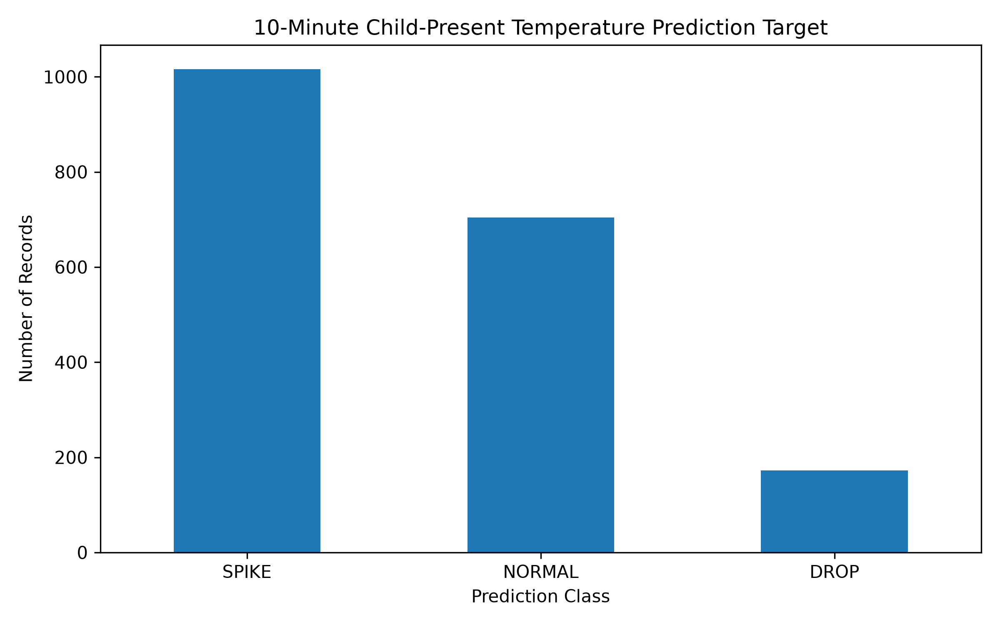 10-Minute Child-Present Temperature Prediction Target
1000
800
600
400
200
0
Number of Records
SPIKE
NORMAL
DROP
Prediction Class